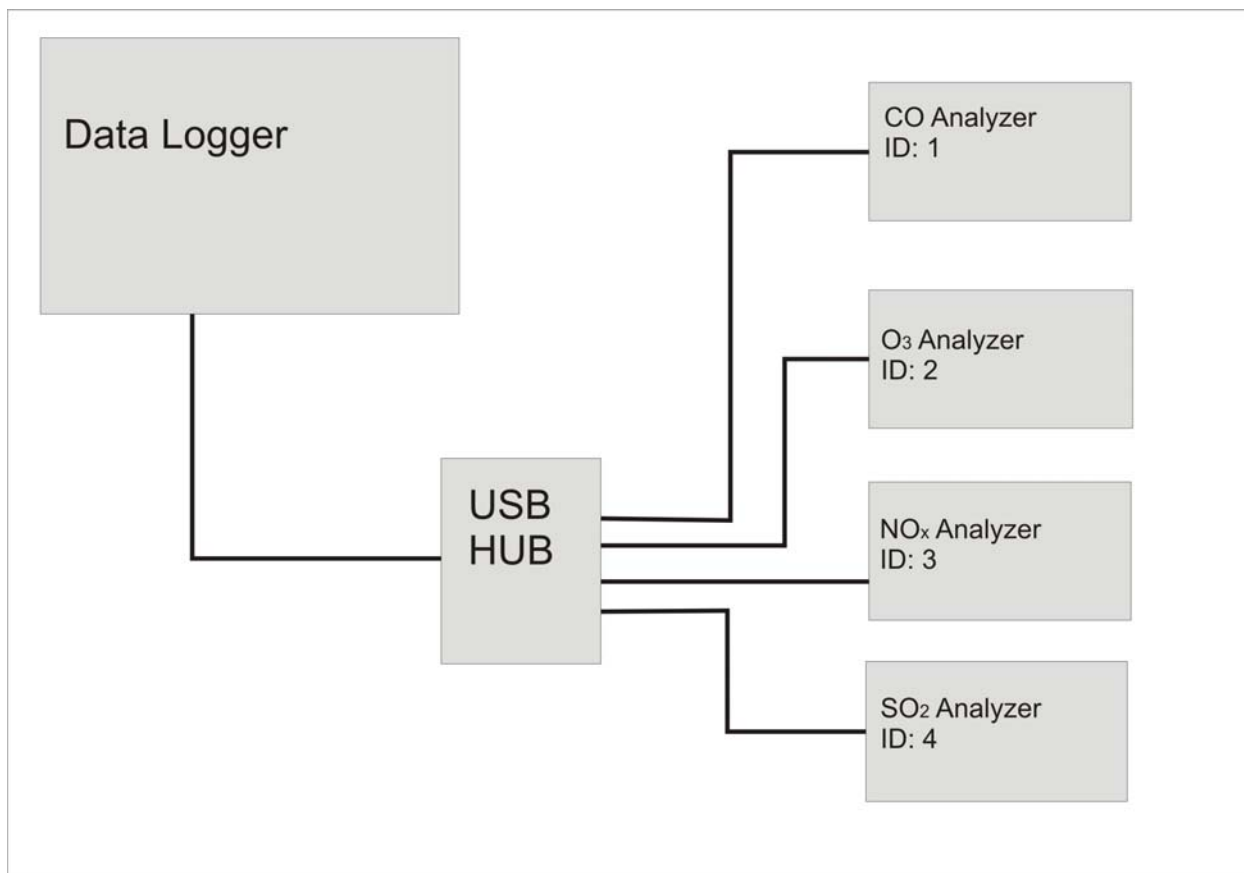 Data Logger
CO Analyzer
ID: 1
O₃ Analyzer
ID: 2
USB
HUB
NOₓ Analyzer
ID: 3
SO₂ Analyzer
ID: 4